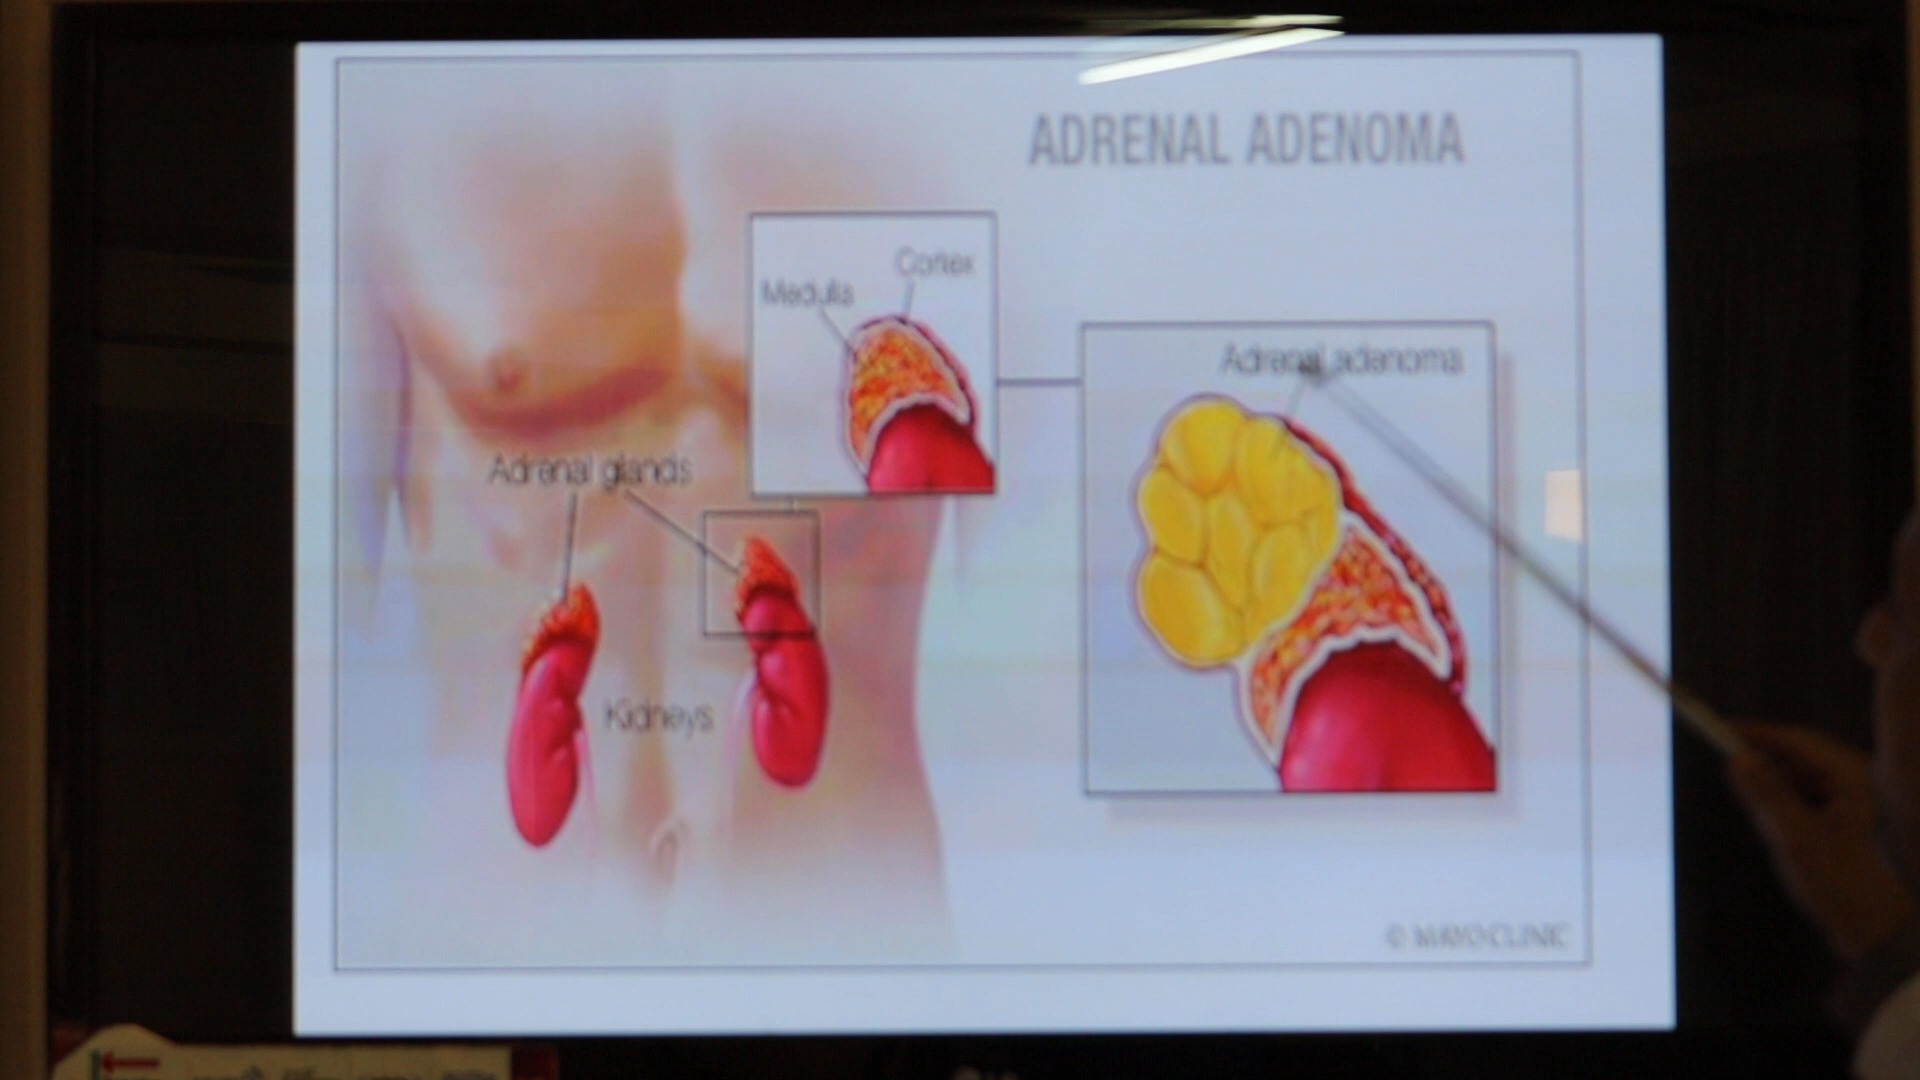 ADRENAL ADENOMA
Cortex
Medulla
Adrenal adenoma
Adrenal glands
Kidneys
© MAYO CLINIC